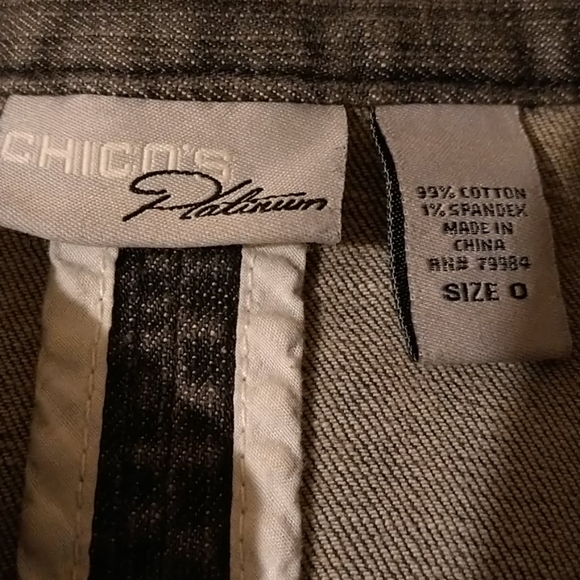 CHICO'S
Platinum
99% COTTON
1% SPANDEX
MADE IN
CHINA
RN# 79984
SIZE 0